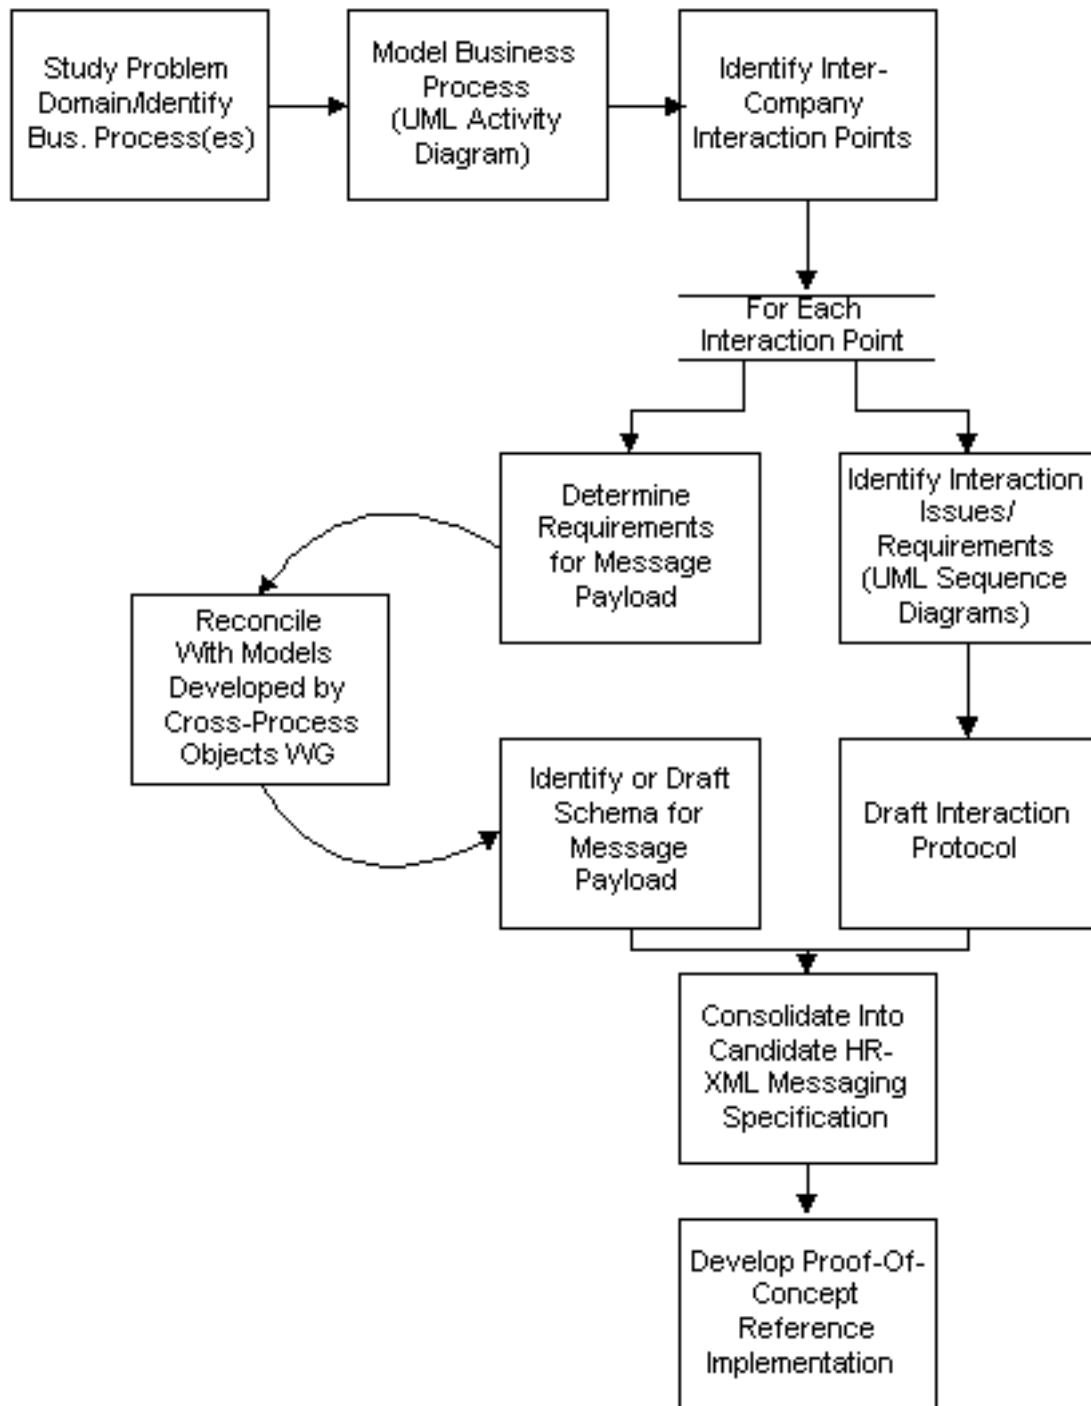 Study Problem
Domain/Identify
Bus. Process(es)
Model Business
Process
(UML Activity
Diagram)
Identify Inter-
Company
Interaction Points
For Each
Interaction Point
Determine
Requirements
for Message
Payload
Identify Interaction
Issues/
Requirements
(UML Sequence
Diagrams)
Reconcile
With Models
Developed by
Cross-Process
Objects WG
Identify or Draft
Schema for
Message
Payload
Draft Interaction
Protocol
Consolidate Into
Candidate HR-
XML Messaging
Specification
Develop Proof-Of-
Concept
Reference
Implementation